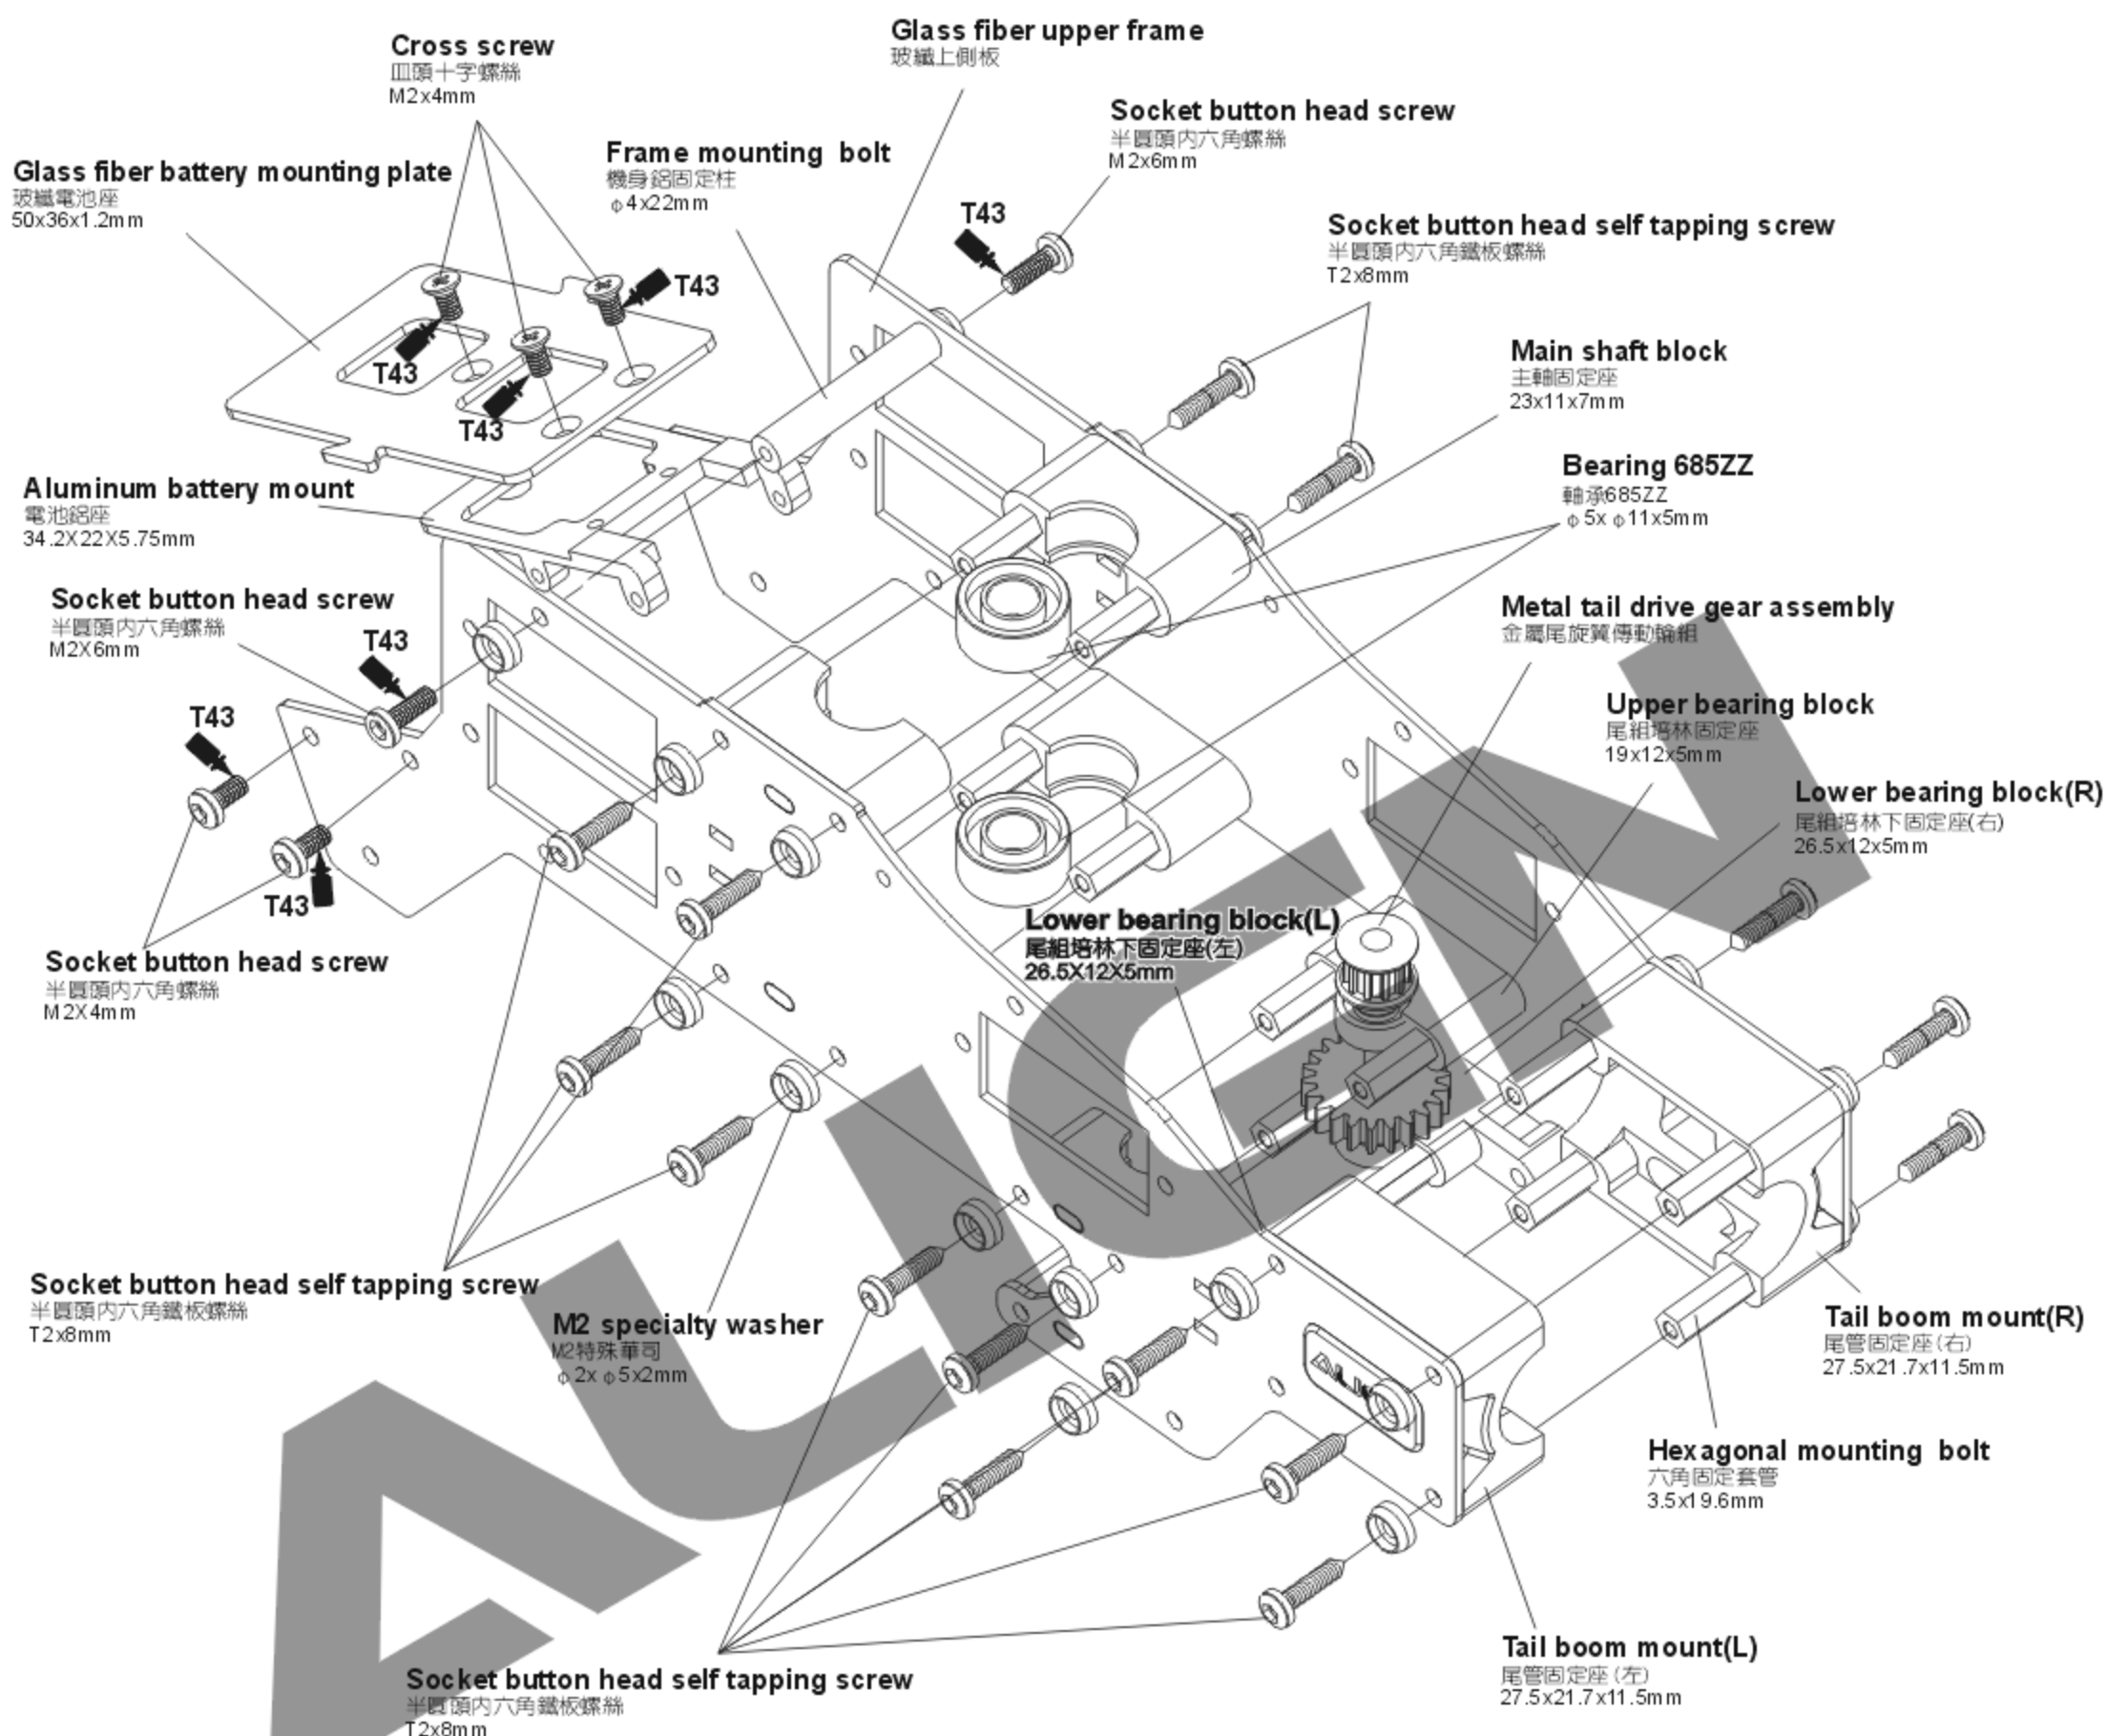 Glass fiber upper frame
玻纖上側板
Cross screw
皿頭十字螺絲
M2x4mm
Socket button head screw
半圓頭内六角螺絲
M2x6mm
Frame mounting bolt
機身鋁固定柱
φ4x22mm
Glass fiber battery mounting plate
玻纖電池座
50x36x1.2mm
T43
Socket button head self tapping screw
半圓頭内六角鐵板螺絲
T2x8mm
T43
T43
T43
Main shaft block
主軸固定座
23x11x7mm
Bearing 685ZZ
軸承685ZZ
φ5xφ11x5mm
Aluminum battery mount
電池鋁座
34.2X22X5.75mm
Socket button head screw
半圓頭内六角螺絲
M2X6mm
T43
Metal tail drive gear assembly
金屬尾旋翼傳動輪組
T43
Upper bearing block
尾組培林固定座
19x12x5mm
Lower bearing block(R)
尾組培林下固定座(右)
26.5x12x5mm
T43
Lower bearing block(L)
尾組培林下固定座(左)
26.5X12X5mm
Socket button head screw
半圓頭内六角螺絲
M2X4mm
Socket button head self tapping screw
半圓頭内六角鐵板螺絲
T2x8mm
M2 specialty washer
M2特殊華司
φ2xφ5x2mm
Tail boom mount(R)
尾管固定座(右)
27.5x21.7x11.5mm
Hexagonal mounting bolt
六角固定套管
3.5x19.6mm
Tail boom mount(L)
尾管固定座(左)
27.5x21.7x11.5mm
Socket button head self tapping screw
半圓頭内六角鐵板螺絲
T2x8mm
ALIGN